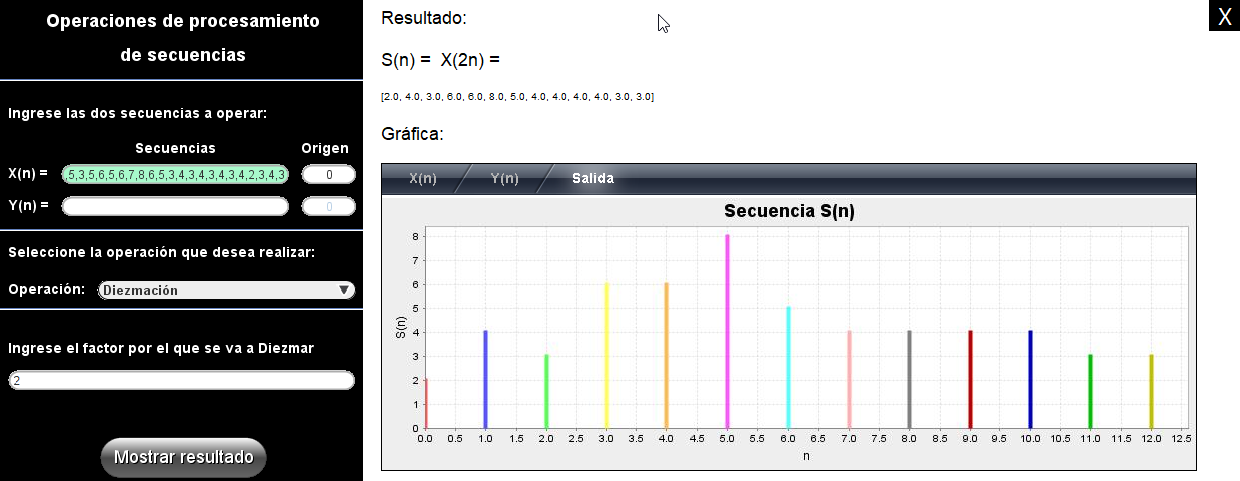 Operaciones de procesamiento
de secuencias
Ingrese las dos secuencias a operar:
Secuencias Origen
X(n) = ,5,3,5,6,5,6,7,8,6,5,3,4,3,4,3,4,3,4,2,3,4,3 0
Y(n) = 0
Seleccione la operación que desea realizar:
Operación: Diezmación
Ingrese el factor por el que se va a Diezmar
2
Mostrar resultado
X
Resultado:
S(n) = X(2n) =
[2.0, 4.0, 3.0, 6.0, 6.0, 8.0, 5.0, 4.0, 4.0, 4.0, 4.0, 3.0, 3.0]
Gráfica:
X(n) Y(n) Salida
Secuencia S(n)
S(n)
8
7
6
5
4
3
2
1
0
0.0 0.5 1.0 1.5 2.0 2.5 3.0 3.5 4.0 4.5 5.0 5.5 6.0 6.5 7.0 7.5 8.0 8.5 9.0 9.5 10.0 10.5 11.0 11.5 12.0 12.5
n